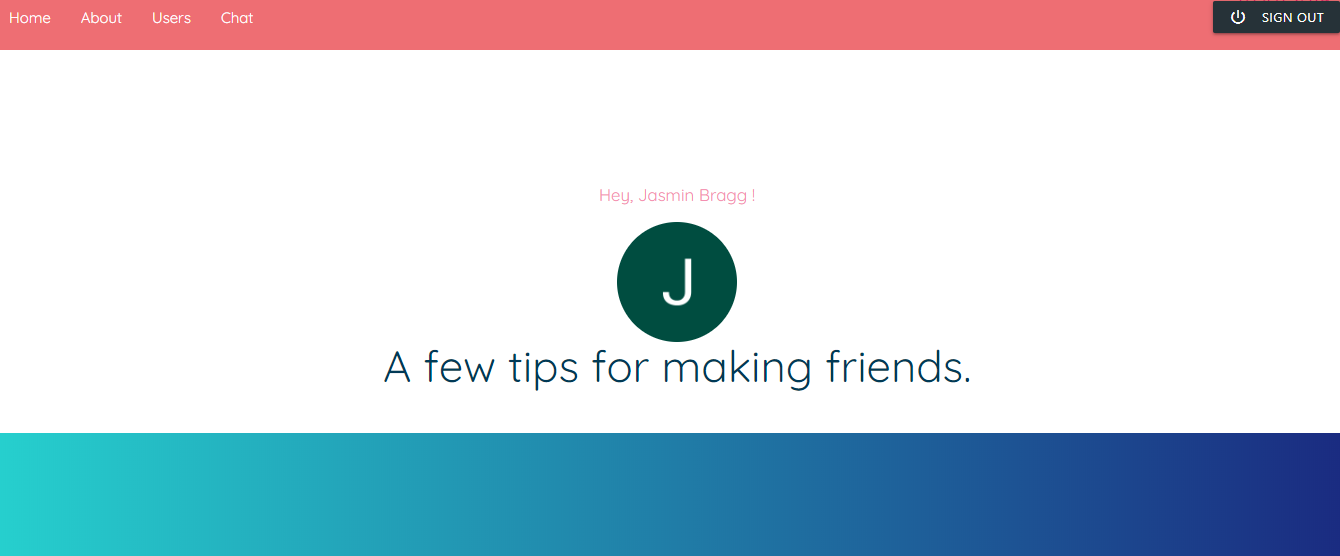 Home About Users Chat SIGN OUT
Hey, Jasmin Bragg !
J
A few tips for making friends.